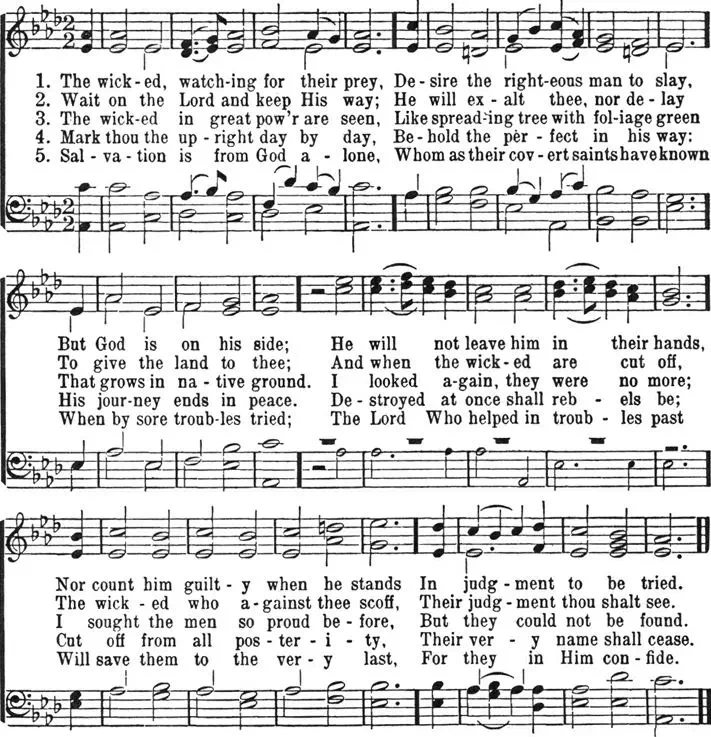 1. The wick-ed, watch-ing for their prey, De-sire the right-eous man to slay,
2. Wait on the Lord and keep His way; He will ex-alt thee, nor de-lay
3. The wick-ed in great pow'r are seen, Like spread-ing tree with fol-iage green
4. Mark thou the up-right day by day, Be-hold the per-fect in his way:
5. Sal-va-tion is from God a-lone, Whom as their cov-ert saints have known
But God is on his side; He will not leave him in their hands,
To give the land to thee; And when the wick-ed are cut off,
That grows in na-tive ground. I looked a-gain, they were no more;
His jour-ney ends in peace. De-stroyed at once shall reb-els be;
When by sore troub-les tried; The Lord Who helped in troub-les past
Nor count him guilt-y when he stands In judg-ment to be tried.
The wick-ed who a-gainst thee scoff, Their judg-ment thou shalt see.
I sought the men so proud be-fore, But they could not be found.
Cut off from all pos-ter-i-ty, Their ver-y name shall cease.
Will save them to the ver-y last, For they in Him con-fide.